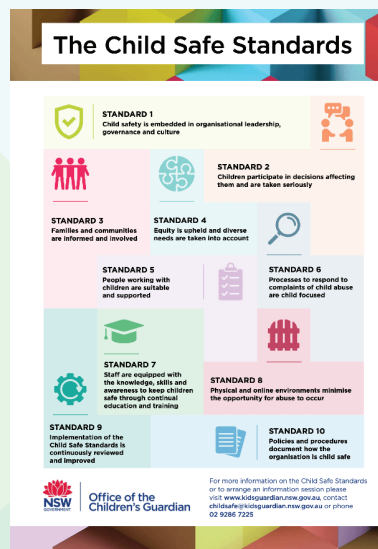 The Child Safe Standards
STANDARD 1
Child safety is embedded in organisational leadership,
governance and culture
STANDARD 2
Children participate in decisions affecting
them and are taken seriously
STANDARD 3
Families and communities
are informed and involved
STANDARD 4
Equity is upheld and diverse
needs are taken into account
STANDARD 5
People working with
children are suitable
and supported
STANDARD 6
Processes to respond to
complaints of child abuse
are child focused
STANDARD 7
Staff are equipped with
the knowledge, skills and
awareness to keep children
safe through continual
education and training
STANDARD 8
Physical and online environments minimise
the opportunity for abuse to occur
STANDARD 9
Implementation of the
Child Safe Standards is
continuously reviewed
and improved
STANDARD 10
Policies and procedures
document how the
organisation is child safe
NSW
GOVERNMENT
Office of the
Children's Guardian
For more information on the Child Safe Standards
or to arrange an information session please
visit www.kidsguardian.nsw.gov.au, contact
childsafe@kidsguardian.nsw.gov.au or phone
02 9286 7225